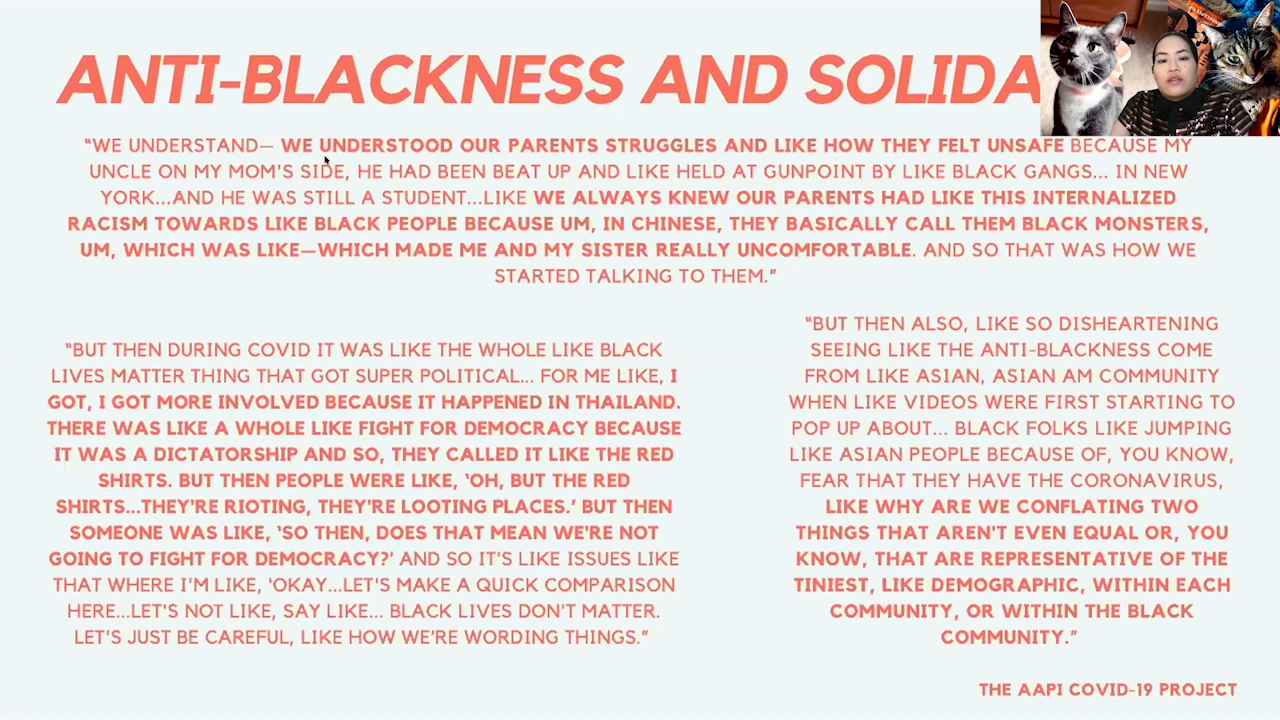 ANTI-BLACKNESS AND SOLIDA
“WE UNDERSTAND— WE UNDERSTOOD OUR PARENTS STRUGGLES AND LIKE HOW THEY FELT UNSAFE BECAUSE MY
UNCLE ON MY MOM'S SIDE, HE HAD BEEN BEAT UP AND LIKE HELD AT GUNPOINT BY LIKE BLACK GANGS... IN NEW
YORK...AND HE WAS STILL A STUDENT...LIKE WE ALWAYS KNEW OUR PARENTS HAD LIKE THIS INTERNALIZED
RACISM TOWARDS LIKE BLACK PEOPLE BECAUSE UM, IN CHINESE, THEY BASICALLY CALL THEM BLACK MONSTERS,
UM, WHICH WAS LIKE—WHICH MADE ME AND MY SISTER REALLY UNCOMFORTABLE. AND SO THAT WAS HOW WE
STARTED TALKING TO THEM.”
“BUT THEN DURING COVID IT WAS LIKE THE WHOLE LIKE BLACK
LIVES MATTER THING THAT GOT SUPER POLITICAL... FOR ME LIKE, I
GOT, I GOT MORE INVOLVED BECAUSE IT HAPPENED IN THAILAND.
THERE WAS LIKE A WHOLE LIKE FIGHT FOR DEMOCRACY BECAUSE
IT WAS A DICTATORSHIP AND SO, THEY CALLED IT LIKE THE RED
SHIRTS. BUT THEN PEOPLE WERE LIKE, ‘OH, BUT THE RED
SHIRTS...THEY'RE RIOTING, THEY'RE LOOTING PLACES.’ BUT THEN
SOMEONE WAS LIKE, ‘SO THEN, DOES THAT MEAN WE'RE NOT
GOING TO FIGHT FOR DEMOCRACY?’ AND SO IT'S LIKE ISSUES LIKE
THAT WHERE I'M LIKE, ‘OKAY...LET'S MAKE A QUICK COMPARISON
HERE...LET'S NOT LIKE, SAY LIKE... BLACK LIVES DON'T MATTER.
LET'S JUST BE CAREFUL, LIKE HOW WE'RE WORDING THINGS.”
“BUT THEN ALSO, LIKE SO DISHEARTENING
SEEING LIKE THE ANTI-BLACKNESS COME
FROM LIKE ASIAN, ASIAN AM COMMUNITY
WHEN LIKE VIDEOS WERE FIRST STARTING TO
POP UP ABOUT... BLACK FOLKS LIKE JUMPING
LIKE ASIAN PEOPLE BECAUSE OF, YOU KNOW,
FEAR THAT THEY HAVE THE CORONAVIRUS,
LIKE WHY ARE WE CONFLATING TWO
THINGS THAT AREN'T EVEN EQUAL OR, YOU
KNOW, THAT ARE REPRESENTATIVE OF THE
TINIEST, LIKE DEMOGRAPHIC, WITHIN EACH
COMMUNITY, OR WITHIN THE BLACK
COMMUNITY.”
THE AAPI COVID-19 PROJECT